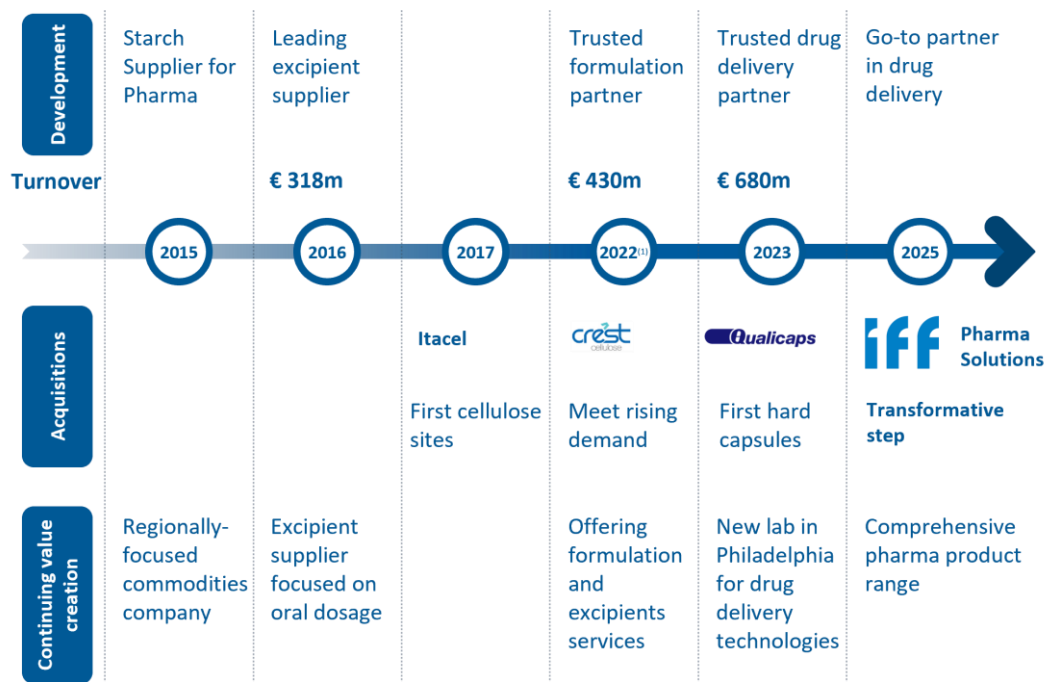 Development
Starch
Supplier for
Pharma
Leading
excipient
supplier
Trusted
formulation
partner
Trusted drug
delivery
partner
Go-to partner
in drug
delivery
Turnover
€ 318m
€ 430m
€ 680m
2015
2016
2017
2022(1)
2023
2025
Acquisitions
Itacel
First cellulose
sites
crest
cellulose
Meet rising
demand
Qualicaps
First hard
capsules
iff
Pharma
Solutions
Transformative
step
Continuing value
creation
Regionally-
focused
commodities
company
Excipient
supplier
focused on
oral dosage
Offering
formulation
and
excipients
services
New lab in
Philadelphia
for drug
delivery
technologies
Comprehensive
pharma product
range